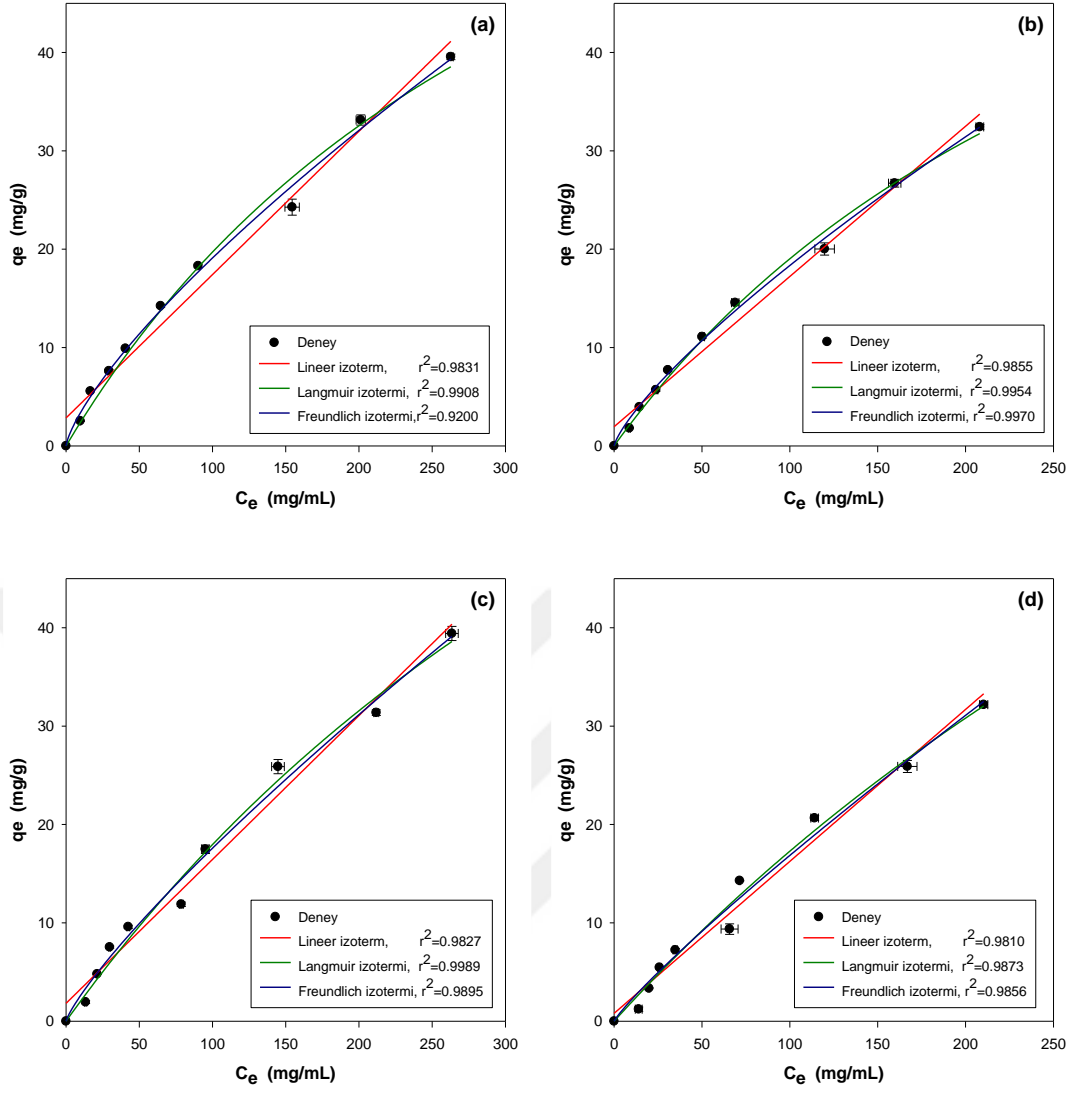 (a)
40
30
20
10
0
qe (mg/g)
Deney
Lineer izoterm, r2=0.9831
Langmuir izotermi, r2=0.9908
Freundlich izotermi,r2=0.9200
0 50 100 150 200 250 300
Ce (mg/mL)
(b)
40
30
20
10
0
qe (mg/g)
Deney
Lineer izoterm, r2=0.9855
Langmuir izotermi, r2=0.9954
Freundlich izotermi, r2=0.9970
0 50 100 150 200 250
Ce (mg/mL)
(c)
40
30
20
10
0
qe (mg/g)
Deney
Lineer izoterm, r2=0.9827
Langmuir izotermi, r2=0.9989
Freundlich izotermi, r2=0.9895
0 50 100 150 200 250 300
Ce (mg/mL)
(d)
40
30
20
10
0
qe (mg/g)
Deney
Lineer izoterm, r2=0.9810
Langmuir izotermi, r2=0.9873
Freundlich izotermi, r2=0.9856
0 50 100 150 200 250
Ce (mg/mL)